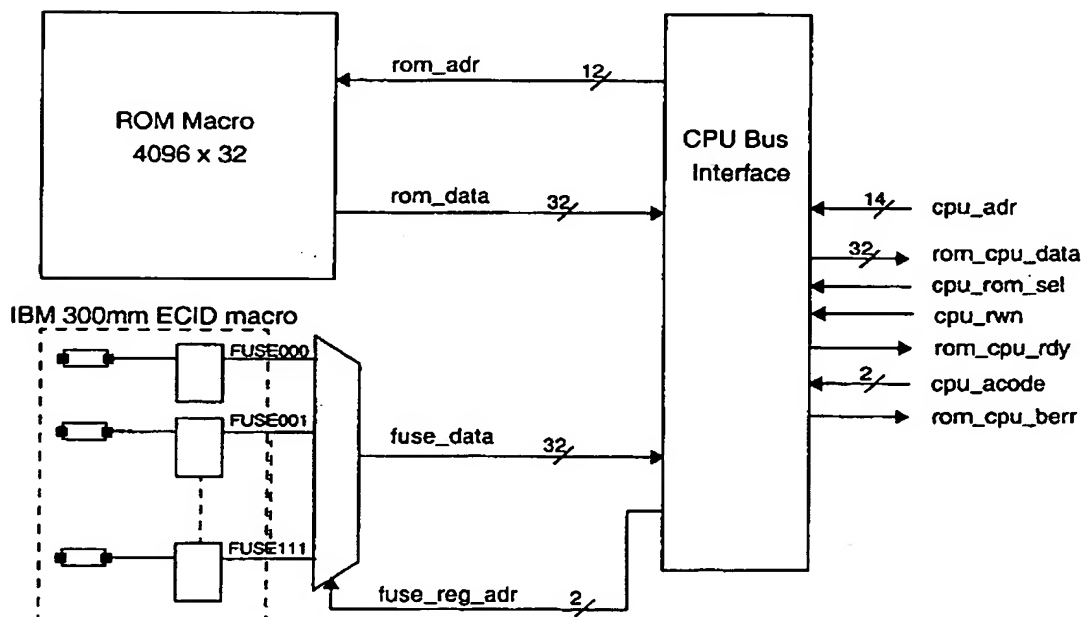 rom_adr
12
ROM Macro
4096 x 32
CPU Bus
Interface
rom_data
32
14
cpu_adr
32
rom_cpu_data
cpu_rom_sel
cpu_rwn
rom_cpu_rdy
2
cpu_acode
rom_cpu_berr
IBM 300mm ECID macro
FUSE000
FUSE001
fuse_data
32
FUSE111
fuse_reg_adr
2